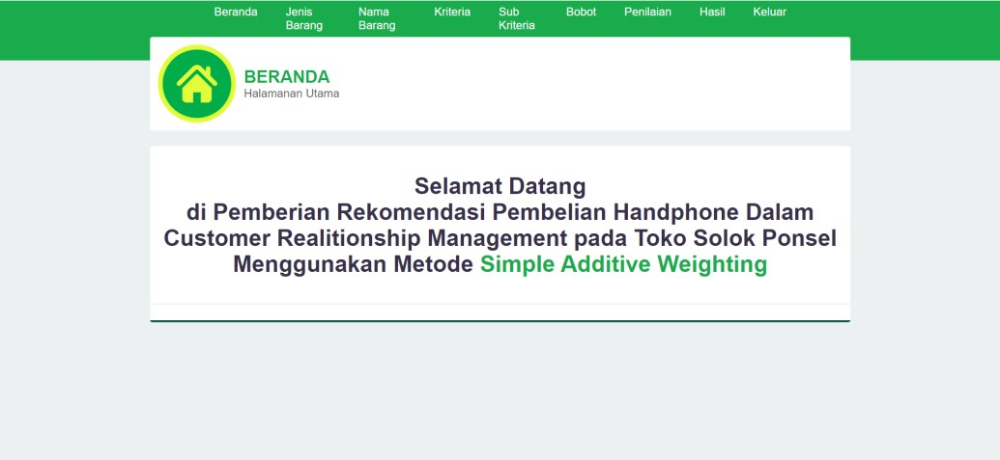 Beranda
Jenis Barang
Nama Barang
Kriteria
Sub Kriteria
Bobot
Penilaian
Hasil
Keluar
BERANDA
Halamanan Utama
Selamat Datang
di Pemberian Rekomendasi Pembelian Handphone Dalam
Customer Realitionship Management pada Toko Solok Ponsel
Menggunakan Metode Simple Additive Weighting